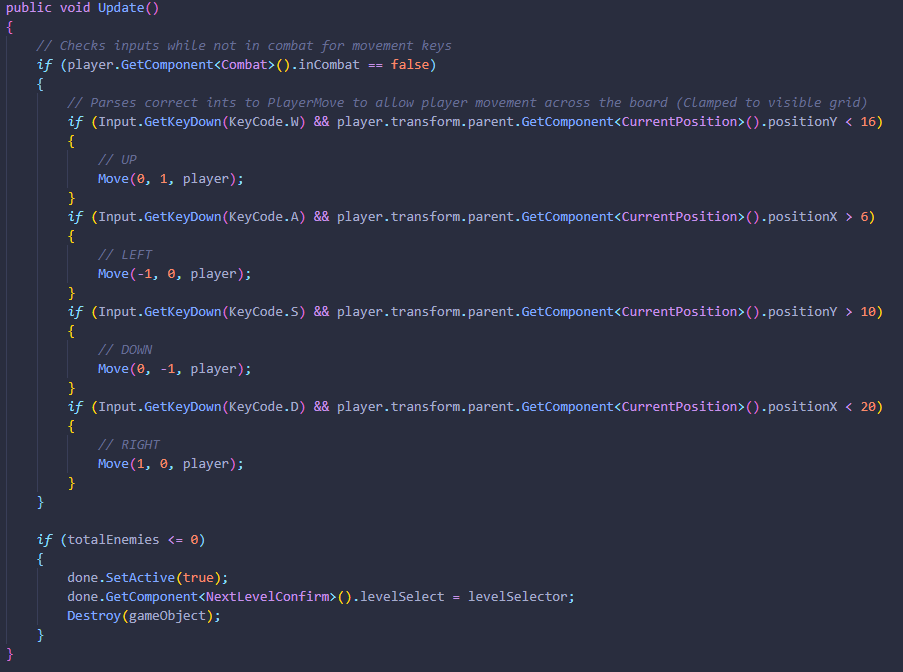 public void Update()
{
    // Checks inputs while not in combat for movement keys
    if (player.GetComponent<Combat>().inCombat == false)
    {
        // Parses correct ints to PlayerMove to allow player movement across the board (Clamped to visible grid)
        if (Input.GetKeyDown(KeyCode.W) && player.transform.parent.GetComponent<CurrentPosition>().positionY < 16)
        {
            // UP
            Move(0, 1, player);
        }
        if (Input.GetKeyDown(KeyCode.A) && player.transform.parent.GetComponent<CurrentPosition>().positionX > 6)
        {
            // LEFT
            Move(-1, 0, player);
        }
        if (Input.GetKeyDown(KeyCode.S) && player.transform.parent.GetComponent<CurrentPosition>().positionY > 10)
        {
            // DOWN
            Move(0, -1, player);
        }
        if (Input.GetKeyDown(KeyCode.D) && player.transform.parent.GetComponent<CurrentPosition>().positionX < 20)
        {
            // RIGHT
            Move(1, 0, player);
        }
    }

    if (totalEnemies <= 0)
    {
        done.SetActive(true);
        done.GetComponent<NextLevelConfirm>().levelSelect = levelSelector;
        Destroy(gameObject);
    }
}